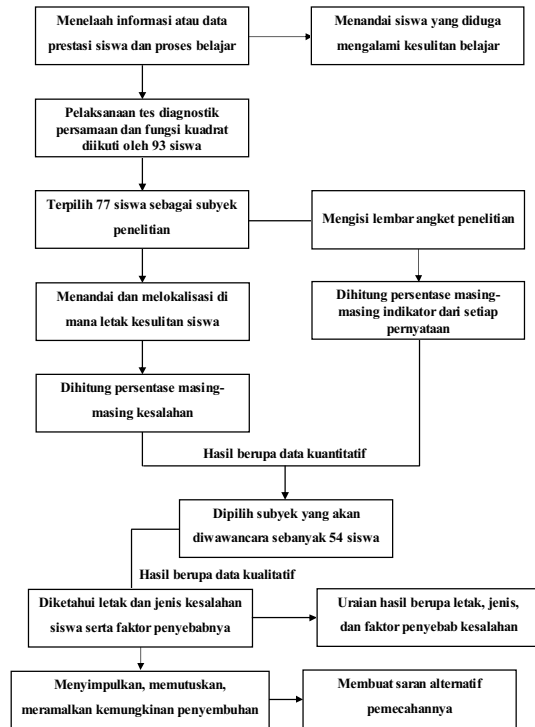 Menelaah informasi atau data
prestasi siswa dan proses belajar
Menandai siswa yang diduga
mengalami kesulitan belajar
Pelaksanaan tes diagnostik
persamaan dan fungsi kuadrat
diikuti oleh 93 siswa
Terpilih 77 siswa sebagai subyek
penelitian
Mengisi lembar angket penelitian
Menandai dan melokalisasi di
mana letak kesulitan siswa
Dihitung persentase masing-
masing indikator dari setiap
pernyataan
Dihitung persentase masing-
masing kesalahan
Hasil berupa data kuantitatif
Dipilih subyek yang akan
diwawancara sebanyak 54 siswa
Hasil berupa data kualitatif
Diketahui letak dan jenis kesalahan
siswa serta faktor penyebabnya
Uraian hasil berupa letak, jenis,
dan faktor penyebab kesalahan
Menyimpulkan, memutuskan,
meramalkan kemungkinan penyembuhan
Membuat saran alternatif
pemecahannya